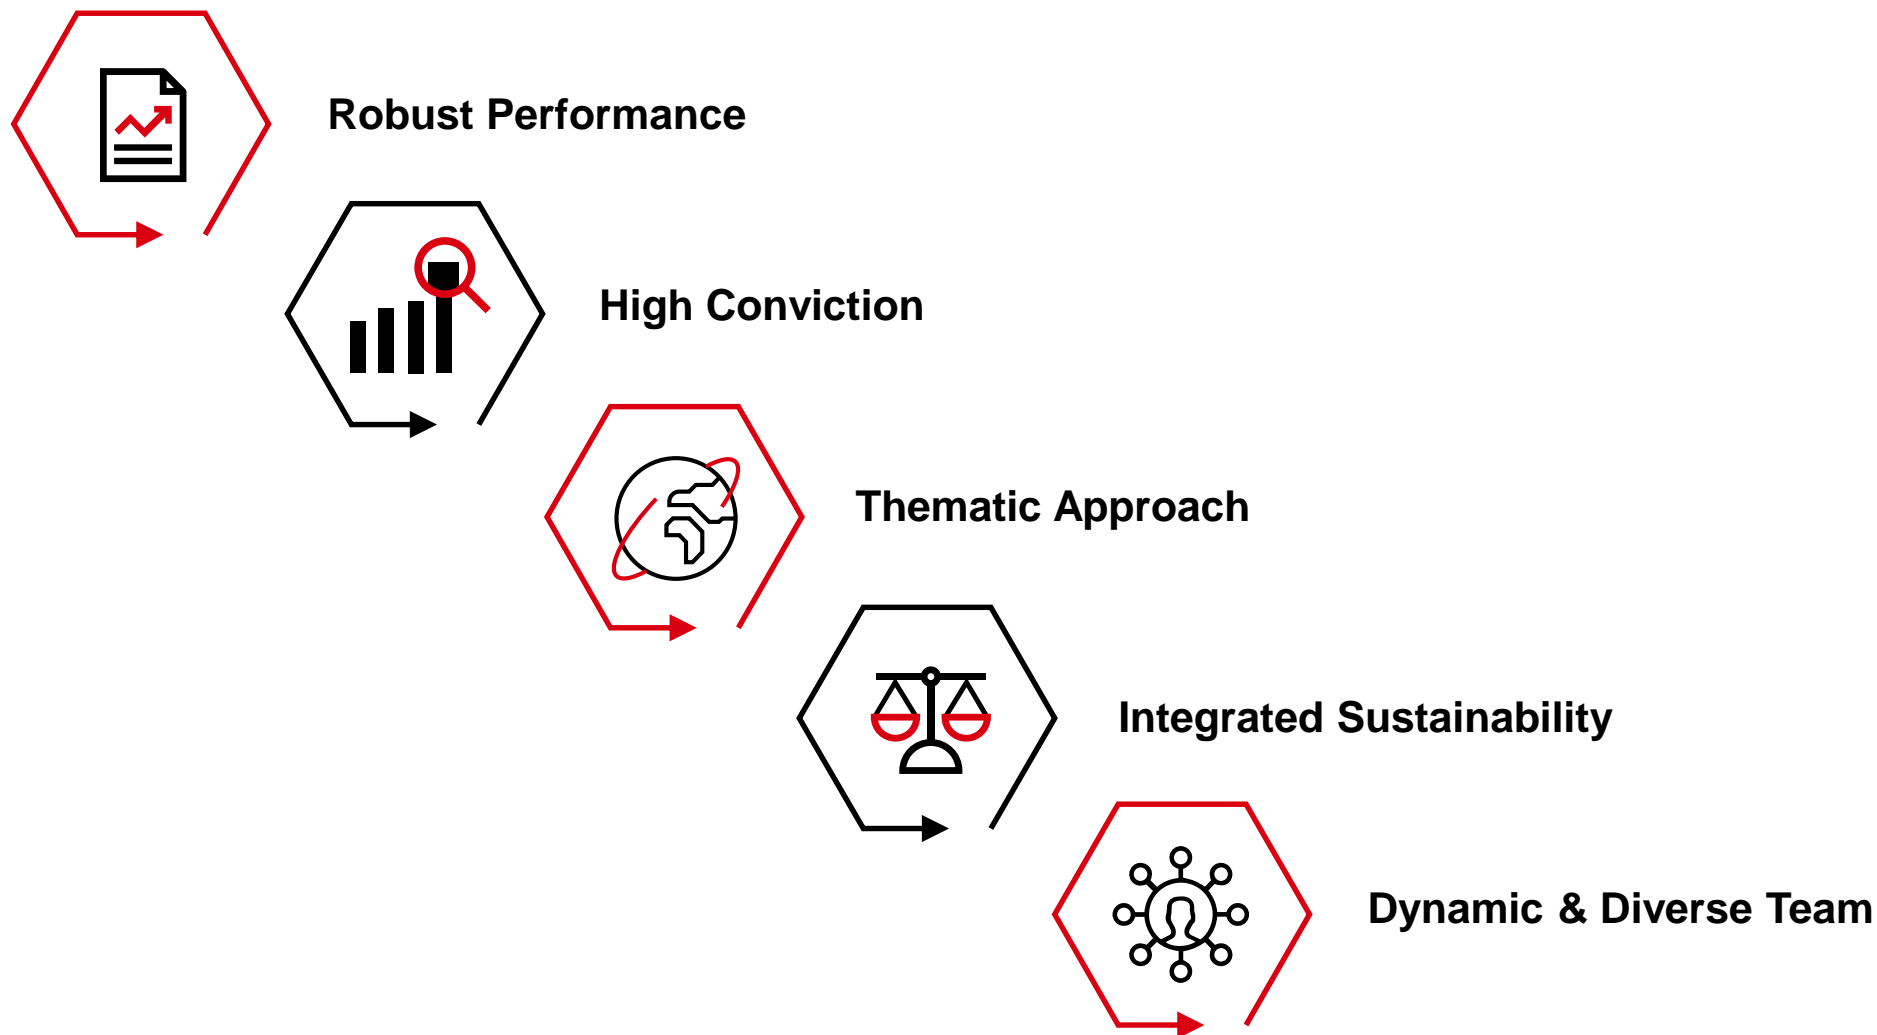 Robust Performance
High Conviction
Thematic Approach
Integrated Sustainability
Dynamic & Diverse Team